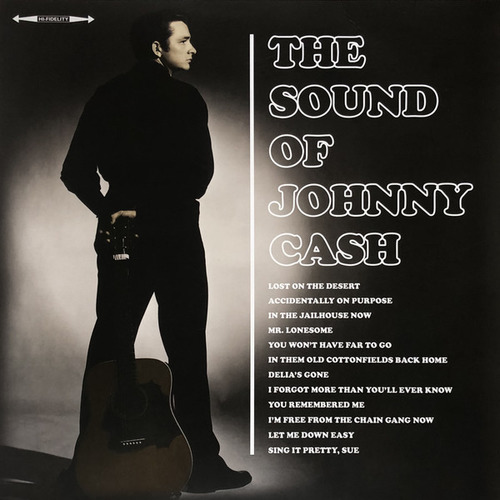 HI-FIDELITY
THE
SOUND
OF
JOHNNY
CASH
LOST ON THE DESERT
ACCIDENTALLY ON PURPOSE
IN THE JAILHOUSE NOW
MR. LONESOME
YOU WON'T HAVE FAR TO GO
IN THEM OLD COTTONFIELDS BACK HOME
DELIA'S GONE
I FORGOT MORE THAN YOU'LL EVER KNOW
YOU REMEMBERED ME
I'M FREE FROM THE CHAIN GANG NOW
LET ME DOWN EASY
SING IT PRETTY, SUE